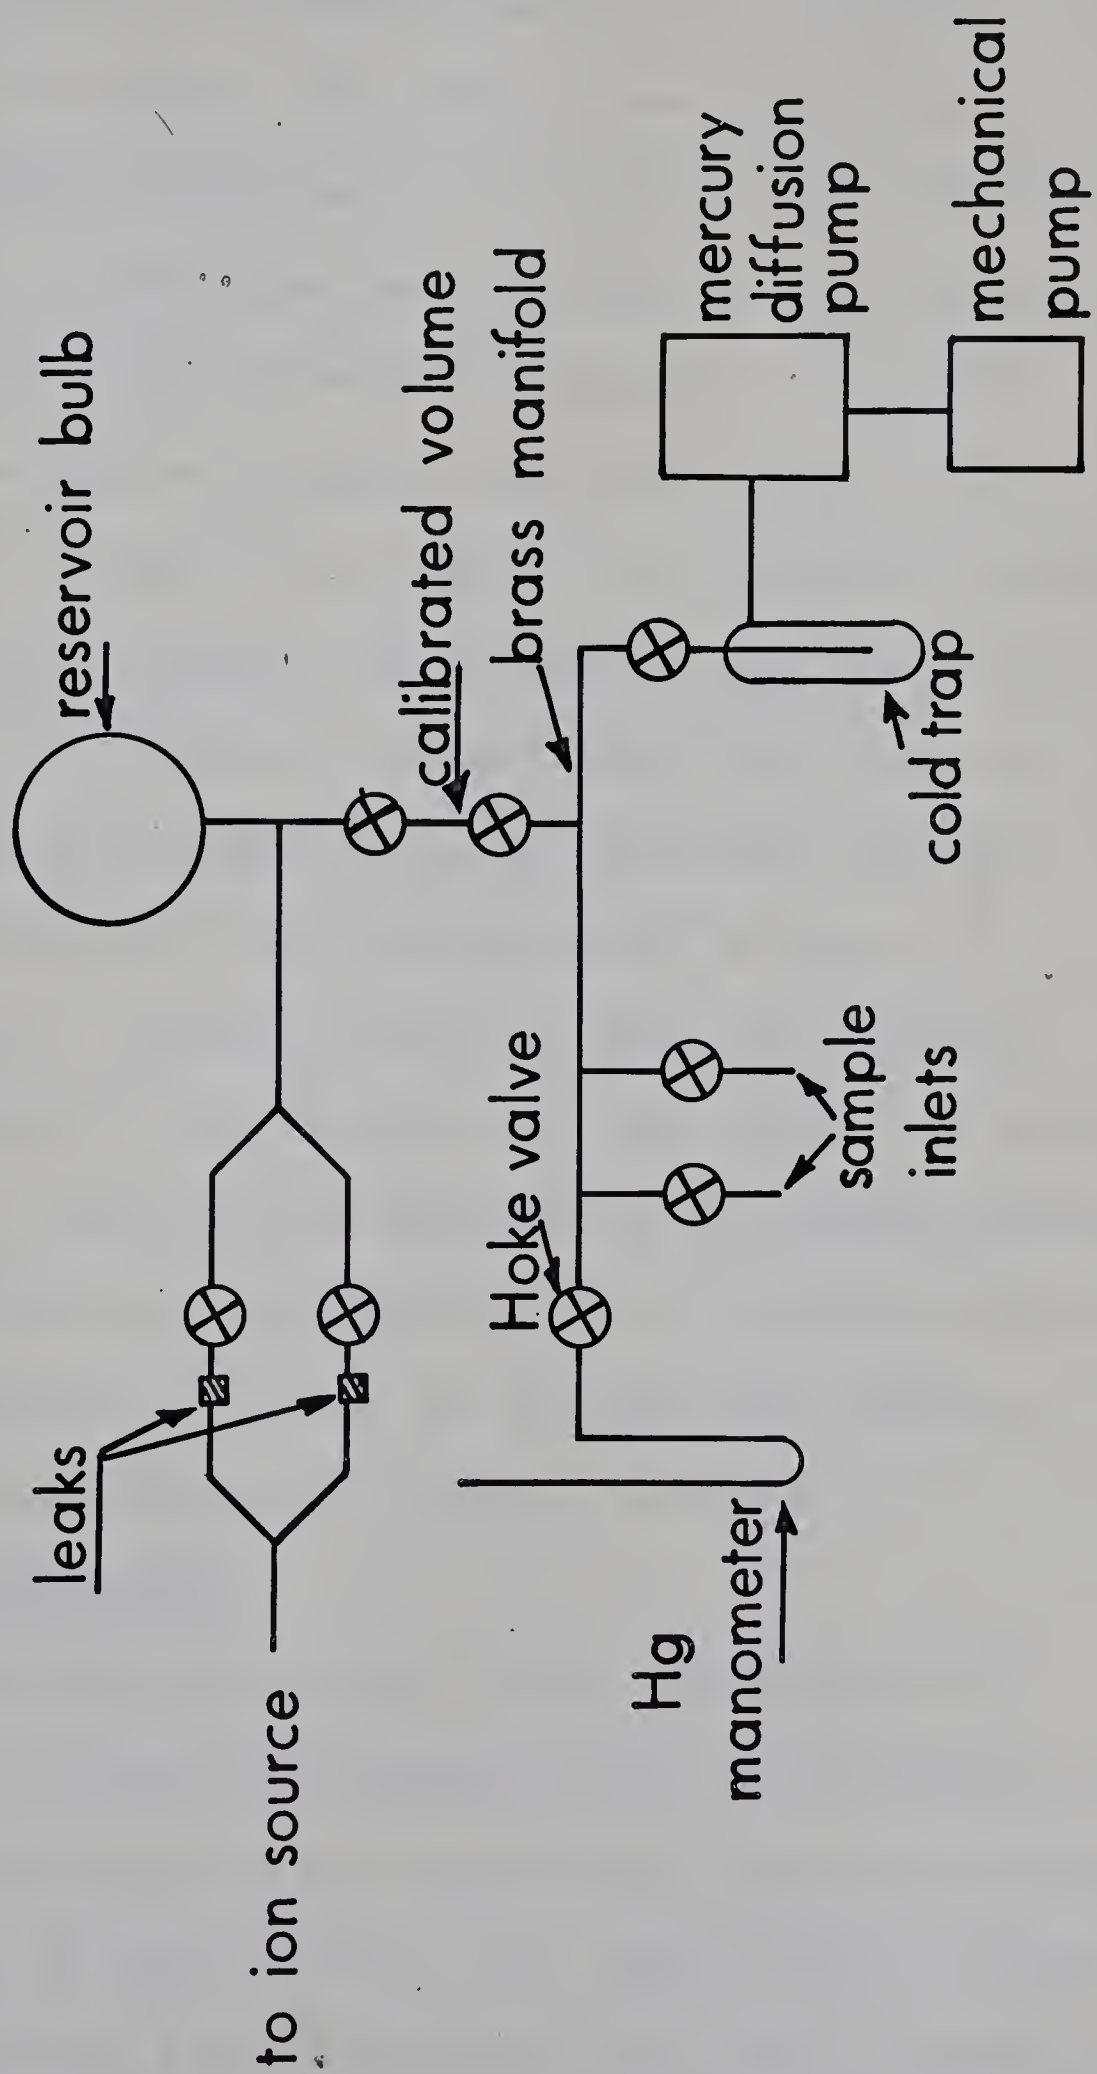 reservoir bulb
leaks
to ion source
calibrated volume
brass manifold
Hoke valve
Hg
manometer
sample
inlets
cold trap
mercury
diffusion
pump
mechanical
pump